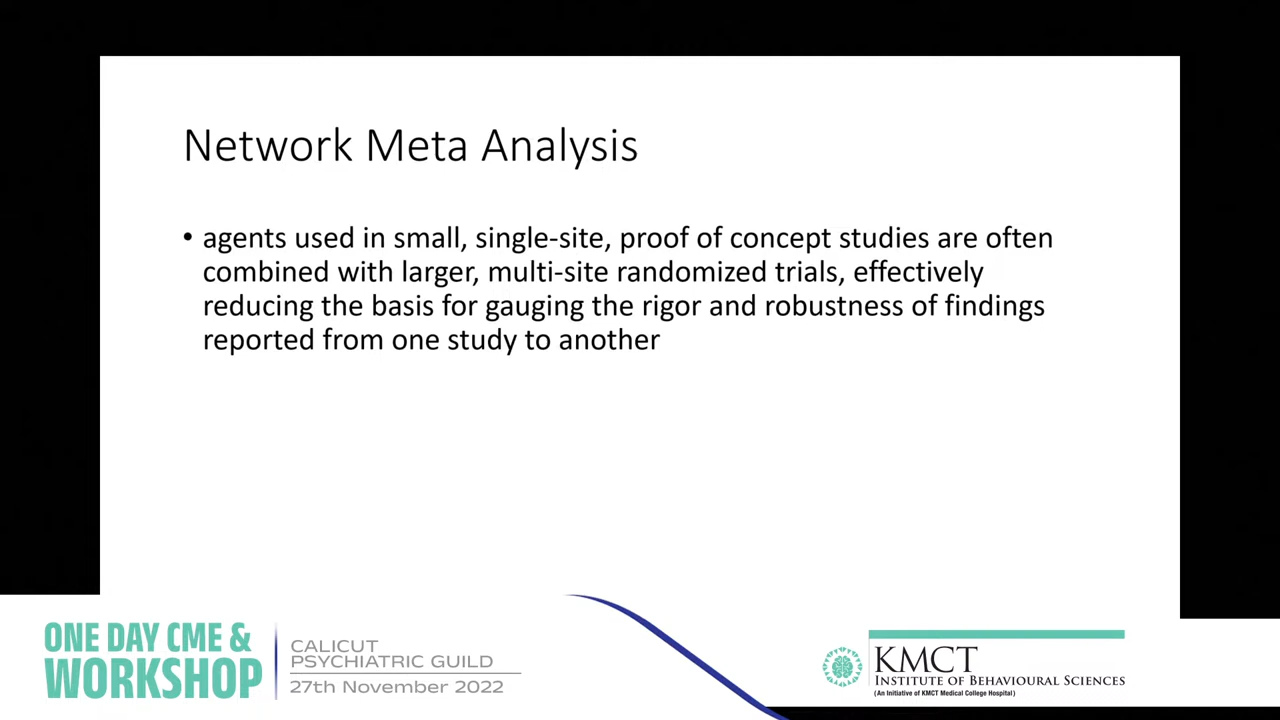 Network Meta Analysis
• agents used in small, single-site, proof of concept studies are often
combined with larger, multi-site randomized trials, effectively
reducing the basis for gauging the rigor and robustness of findings
reported from one study to another
ONE DAY CME &
WORKSHOP
CALICUT
PSYCHIATRIC GUILD
27th November 2022
KMCT
INSTITUTE OF BEHAVIOURAL SCIENCES
(An Initiative of KMCT Medical College Hospital)